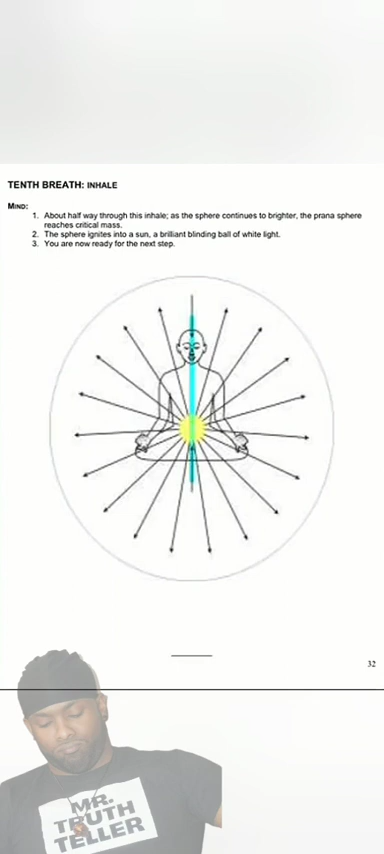 TENTH BREATH: INHALE
MIND:
1. About half way through this inhale; as the sphere continues to brighter, the prana sphere
reaches critical mass.
2. The sphere ignites into a sun, a brilliant blinding ball of white light.
3. You are now ready for the next step.
32
MR.
TRUTH
TELLER